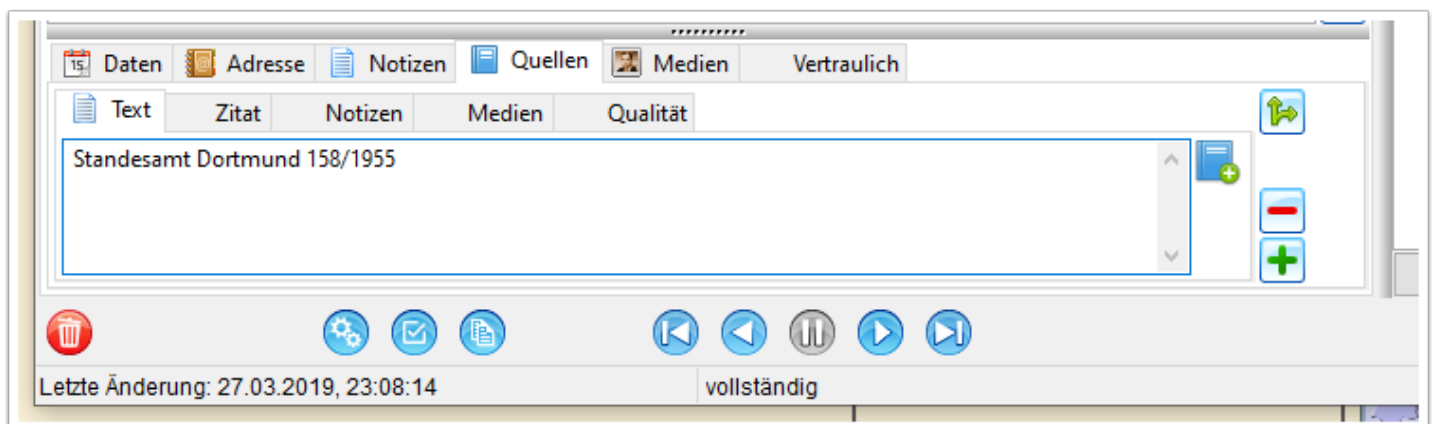 Daten Adresse Notizen Quellen Medien Vertraulich
Text Zitat Notizen Medien Qualität
Standesamt Dortmund 158/1955
Letzte Änderung: 27.03.2019, 23:08:14 vollständig